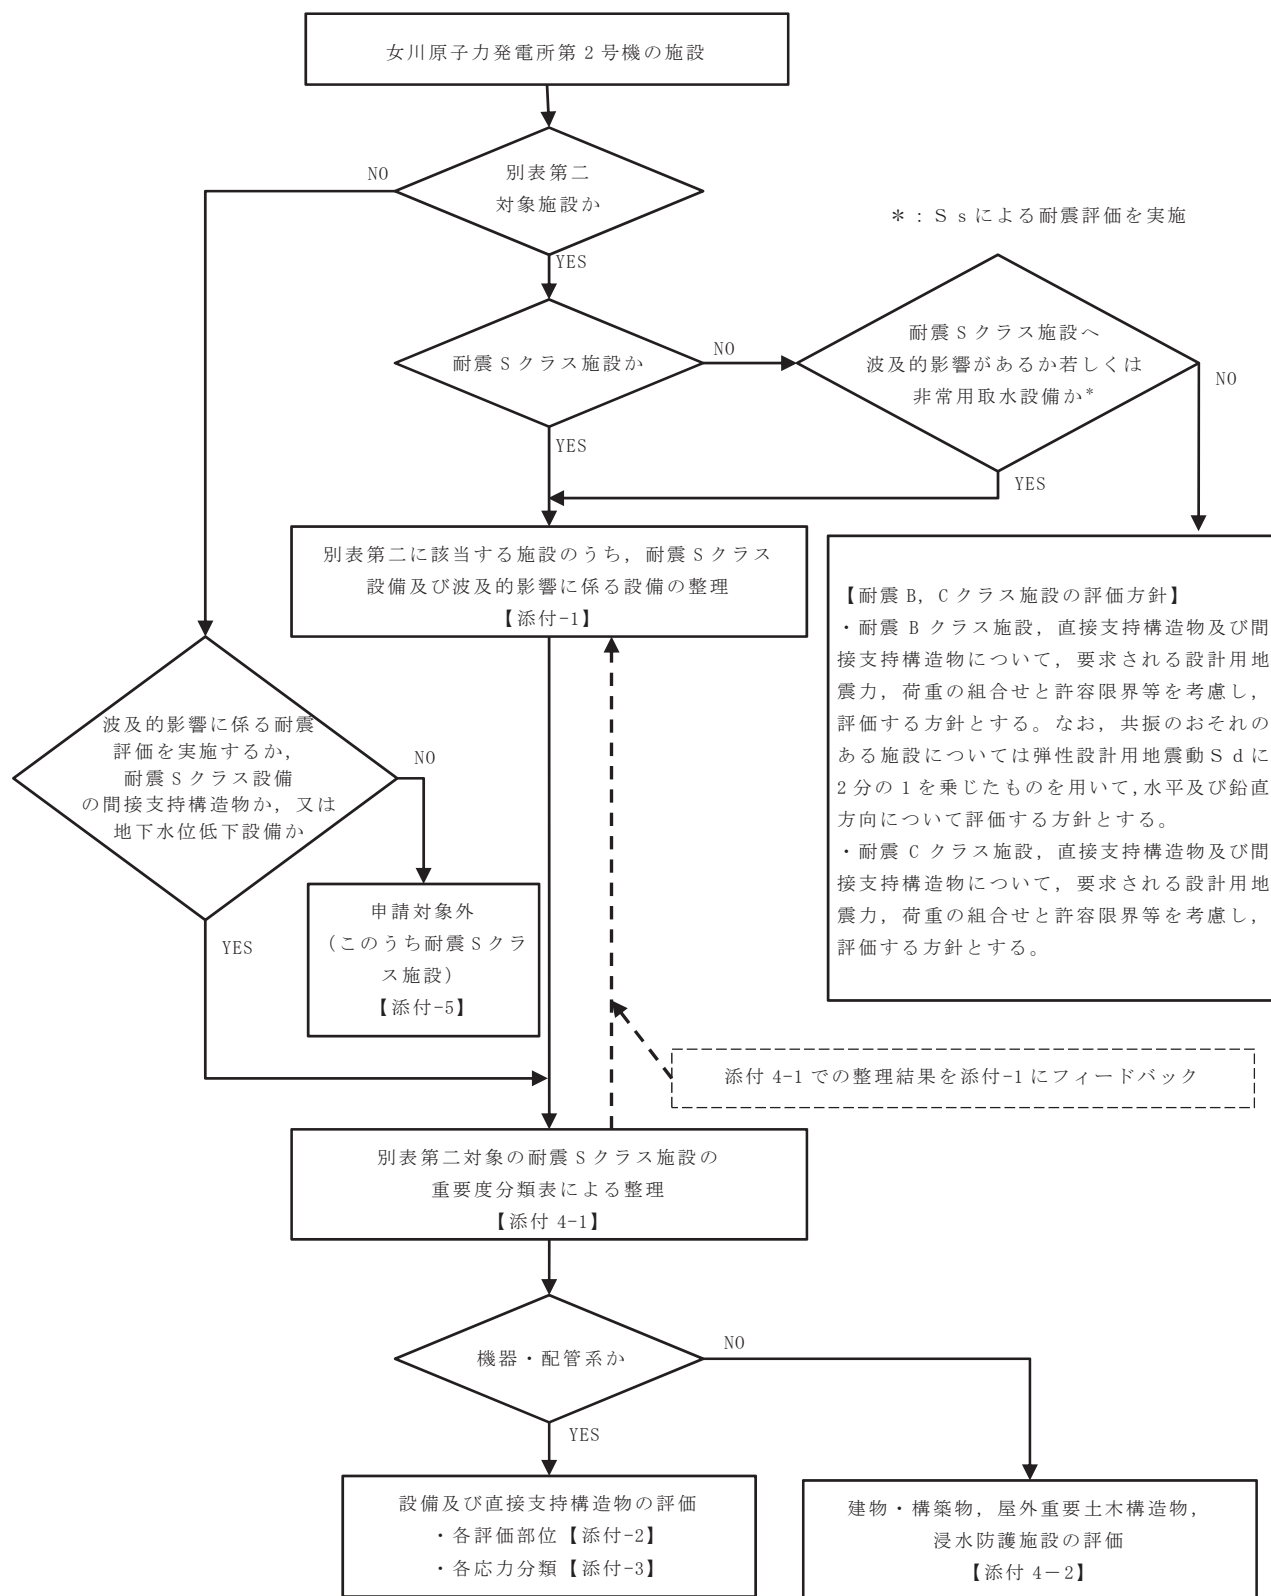 女川原子力発電所第2号機の施設
別表第二
対象施設か
NO
YES
*：Ｓｓによる耐震評価を実施
耐震Sクラス施設か
NO
YES
耐震Sクラス施設へ
波及的影響があるか若しくは
非常用取水設備か*
NO
YES
別表第二に該当する施設のうち，耐震Sクラス
設備及び波及的影響に係る設備の整理
【添付-1】
【耐震B，Cクラス施設の評価方針】
・耐震Bクラス施設，直接支持構造物及び間
接支持構造物について，要求される設計用地
震力，荷重の組合せと許容限界等を考慮し，
評価する方針とする。なお，共振のおそれの
ある施設については弾性設計用地震動Ｓｄに
2分の1を乗じたものを用いて，水平及び鉛直
方向について評価する方針とする。
・耐震Cクラス施設，直接支持構造物及び間
接支持構造物について，要求される設計用地
震力，荷重の組合せと許容限界等を考慮し，
評価する方針とする。
波及的影響に係る耐震
評価を実施するか，
耐震Sクラス設備
の間接支持構造物か，又は
地下水位低下設備か
NO
YES
申請対象外
（このうち耐震Sクラ
ス施設）
【添付-5】
添付4-1での整理結果を添付-1にフィードバック
別表第二対象の耐震Sクラス施設の
重要度分類表による整理
【添付4-1】
機器・配管系か
NO
YES
設備及び直接支持構造物の評価
・各評価部位【添付-2】
・各応力分類【添付-3】
建物・構築物，屋外重要土木構造物，
浸水防護施設の評価
【添付4－2】